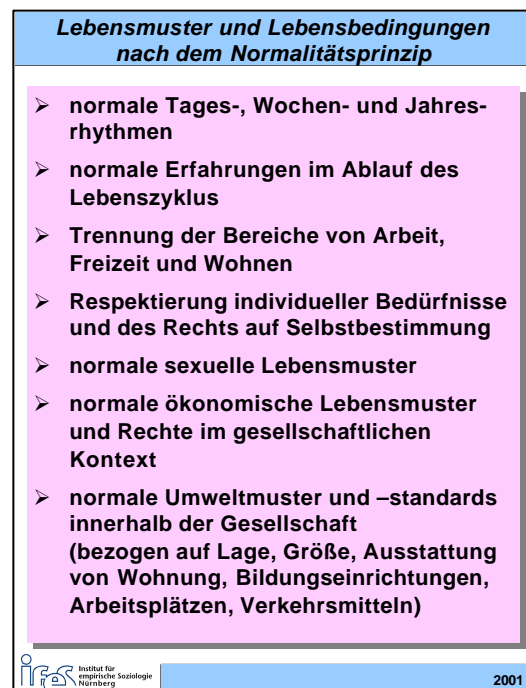 Lebensmuster und Lebensbedingungen
nach dem Normalitätsprinzip
➢ normale Tages-, Wochen- und Jahres-
rhythmen
➢ normale Erfahrungen im Ablauf des
Lebenszyklus
➢ Trennung der Bereiche von Arbeit,
Freizeit und Wohnen
➢ Respektierung individueller Bedürfnisse
und des Rechts auf Selbstbestimmung
➢ normale sexuelle Lebensmuster
➢ normale ökonomische Lebensmuster
und Rechte im gesellschaftlichen
Kontext
➢ normale Umweltmuster und –standards
innerhalb der Gesellschaft
(bezogen auf Lage, Größe, Ausstattung
von Wohnung, Bildungseinrichtungen,
Arbeitsplätzen, Verkehrsmitteln)
ifes
Institut für
empirische Soziologie
Nürnberg
2001